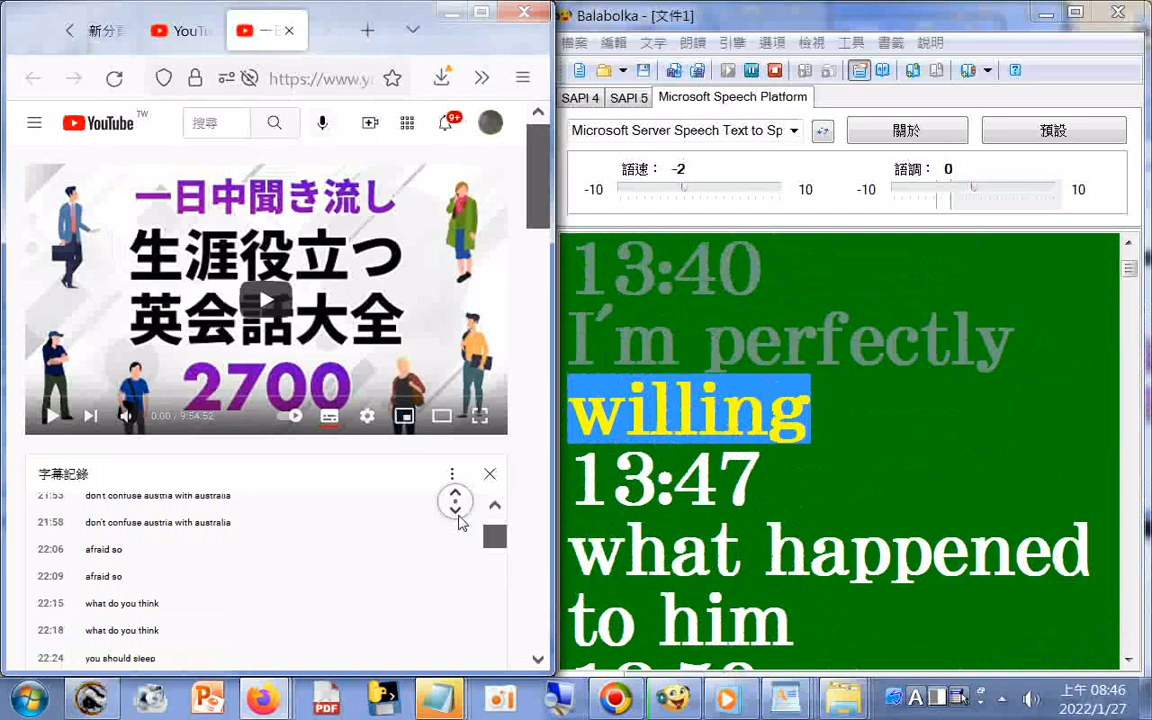 新分
YouTu
一E
https://www.y
YouTube TW
搜尋
9+
一日中聞き流し
生涯役立つ
英会話大全
2700
0:00 / 9:54:52
字幕記錄
21:53 don't confuse austria with australia
21:58 don't confuse austria with australia
22:06 afraid so
22:09 afraid so
22:15 what do you think
22:18 what do you think
22:24 you should sleep
Balabolka - [文件1]
檔案 編輯 文字 朗讀 引擎 選項 檢視 工具 書籤 說明
SAPI 4 SAPI 5 Microsoft Speech Platform
Microsoft Server Speech Text to Sp
關於
預設
語速： -2
-10 10
語調： 0
-10 10
13:40
I'm perfectly
willing
13:47
what happened
to him
PDF
A
上午 08:46
2022/1/27